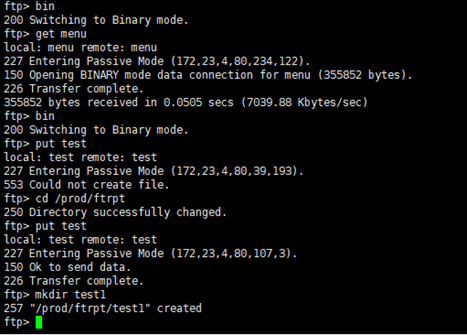 ftp> bin
200 Switching to Binary mode.
ftp> get menu
local: menu remote: menu
227 Entering Passive Mode (172,23,4,80,234,122).
150 Opening BINARY mode data connection for menu (355852 bytes).
226 Transfer complete.
355852 bytes received in 0.0505 secs (7039.88 Kbytes/sec)
ftp> bin
200 Switching to Binary mode.
ftp> put test
local: test remote: test
227 Entering Passive Mode (172,23,4,80,39,193).
553 Could not create file.
ftp> cd /prod/ftrpt
250 Directory successfully changed.
ftp> put test
local: test remote: test
227 Entering Passive Mode (172,23,4,80,107,3).
150 Ok to send data.
226 Transfer complete.
ftp> mkdir test1
257 "/prod/ftrpt/test1" created
ftp>